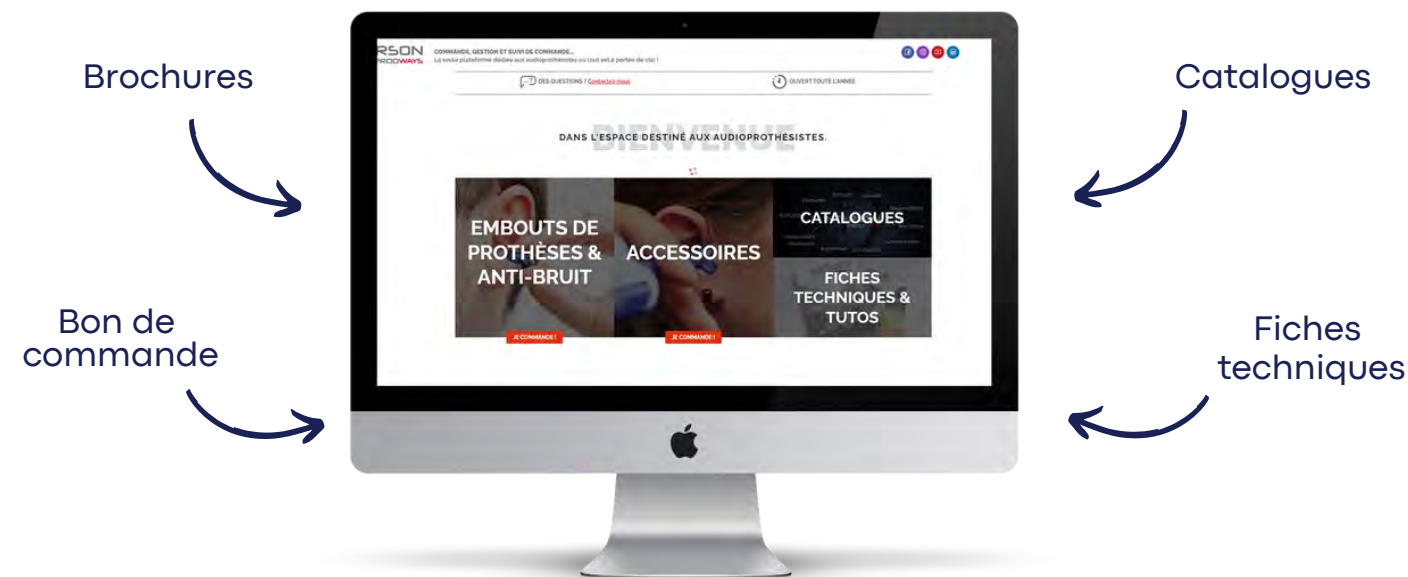 Brochures
Catalogues
Bon de
commande
Fiches
techniques
RSON
PRODWAYS
COMMANDE, GESTION ET SUIVI DE COMMANDE...
La seule plateforme dédiée aux audioprothésistes où tout est à portée de clic !
DES QUESTIONS ? Contactez-nous
OUVERT TOUTE L'ANNÉE
BIENVENUE
DANS L'ESPACE DESTINÉ AUX AUDIOPROTHÉSISTES.
EMBOUTS DE
PROTHÈSES &
ANTI-BRUIT
JE COMMANDE !
ACCESSOIRES
JE COMMANDE !
CATALOGUES
FICHES
TECHNIQUES &
TUTOS